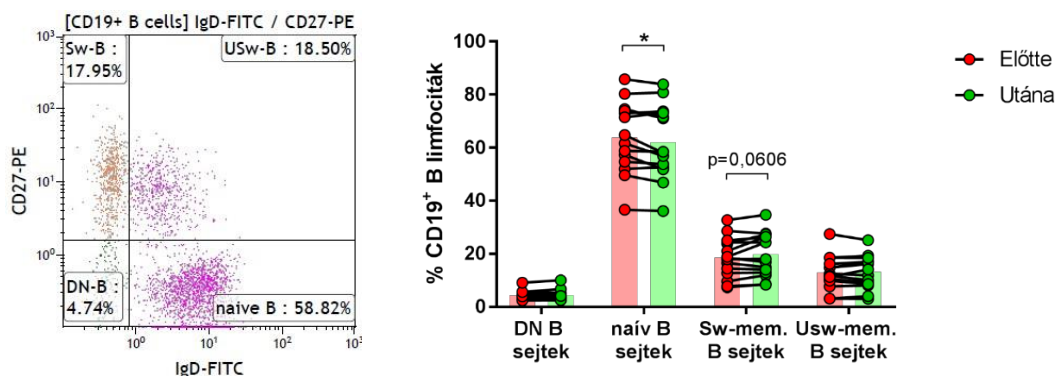 [CD19+ B cells] IgD-FITC / CD27-PE
10³
Sw-B :
17.95%
USw-B : 18.50%
10²
10¹
10⁰
CD27-PE
DN-B :
4.74%
naive B : 58.82%
10⁰
10¹
10²
10³
IgD-FITC
% CD19⁺ B limfociták
100
80
60
40
20
0
*
p=0,0606
DN B
sejtek
naív B
sejtek
Sw-mem.
B sejtek
Usw-mem.
B sejtek
Előtte
Utána